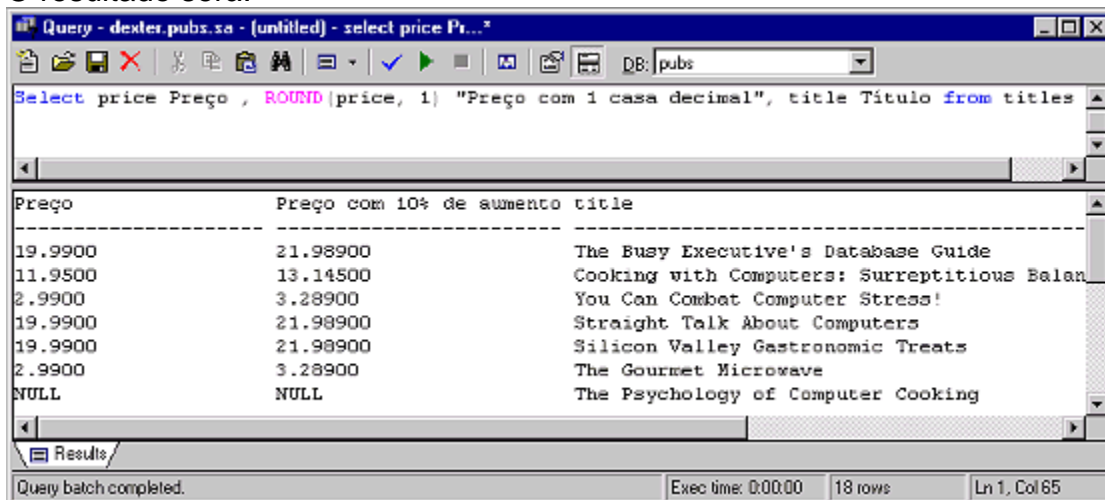 O resultado será:
Query - dexter.pubs.sa - (untitled) - select price Pr...*
DB: pubs
Select price Preço , ROUND(price, 1) "Preço com 1 casa decimal", title Título from titles
Preço Preço com 10% de aumento title
-------------------- -------------------------- ------------------------------------------------
19.9900 21.98900 The Busy Executive's Database Guide
11.9500 13.14500 Cooking with Computers: Surreptitious Balan
2.9900 3.28900 You Can Combat Computer Stress!
19.9900 21.98900 Straight Talk About Computers
19.9900 21.98900 Silicon Valley Gastronomic Treats
2.9900 3.28900 The Gourmet Microwave
NULL NULL The Psychology of Computer Cooking
Results
Query batch completed. Exec time: 0:00:00 18 rows Ln 1, Col 65